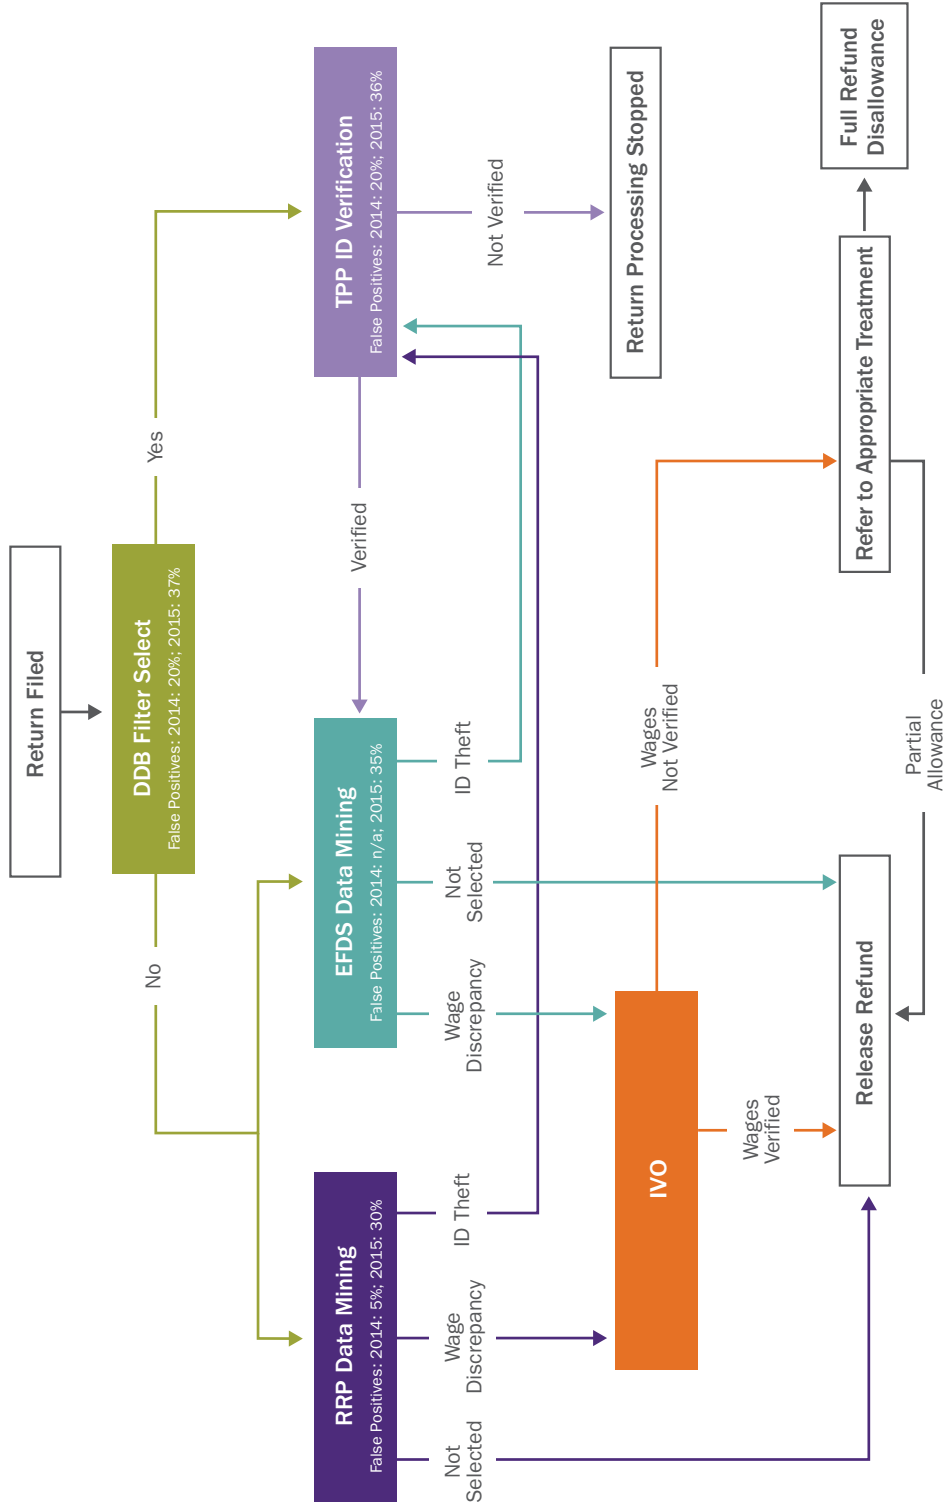 Return Filed
DDB Filter Select
False Positives: 2014: 20%; 2015: 37%
No
Yes
RRP Data Mining
False Positives: 2014: 5%; 2015: 30%
EFDS Data Mining
False Positives: 2014: n/a; 2015: 35%
Verified
TPP ID Verification
False Positives: 2014: 20%; 2015: 36%
Not
Selected
Wage
Discrepancy
ID Theft
Wage
Discrepancy
Not
Selected
ID Theft
Not Verified
IVO
Wages
Not Verified
Return Processing Stopped
Wages
Verified
Release Refund
Refer to Appropriate Treatment
Full Refund
Disallowance
Partial
Allowance